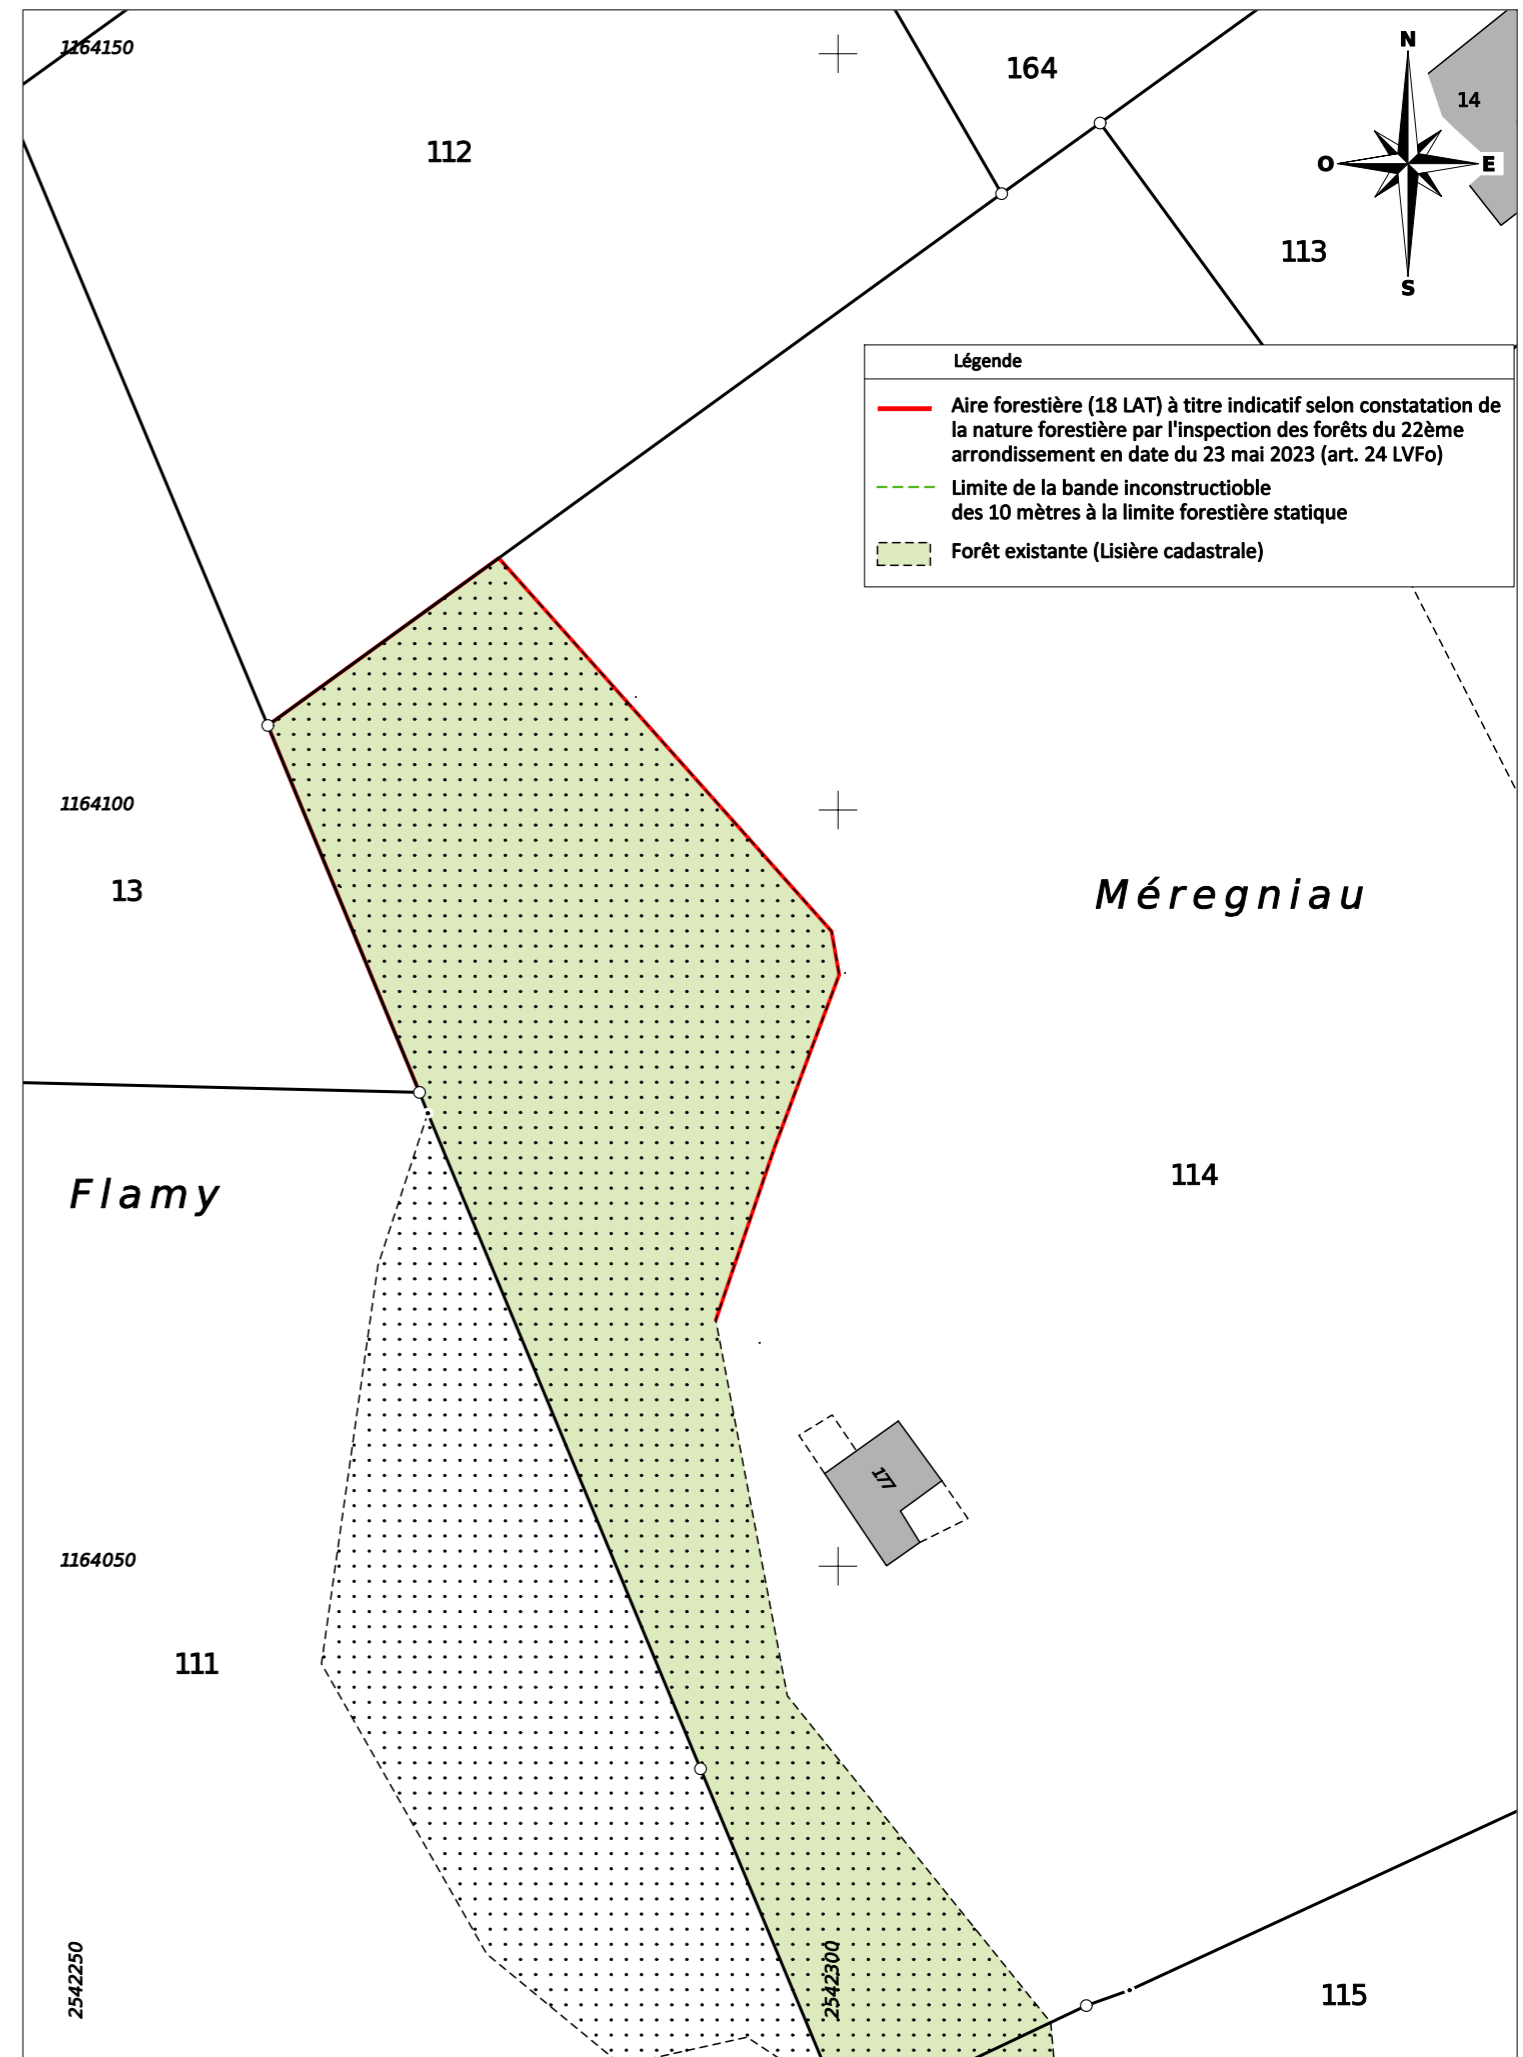 1164150
164
N
14
112
O
E
113
S
Légende
Aire forestière (18 LAT) à titre indicatif selon constatation de
la nature forestière par l'inspection des forêts du 22ème
arrondissement en date du 23 mai 2023 (art. 24 LVFo)
Limite de la bande inconstructioble
des 10 mètres à la limite forestière statique
Forêt existante (Lisière cadastrale)
1164100
13
Méregniau
Flamy
114
177
1164050
111
2542250
2542300
115